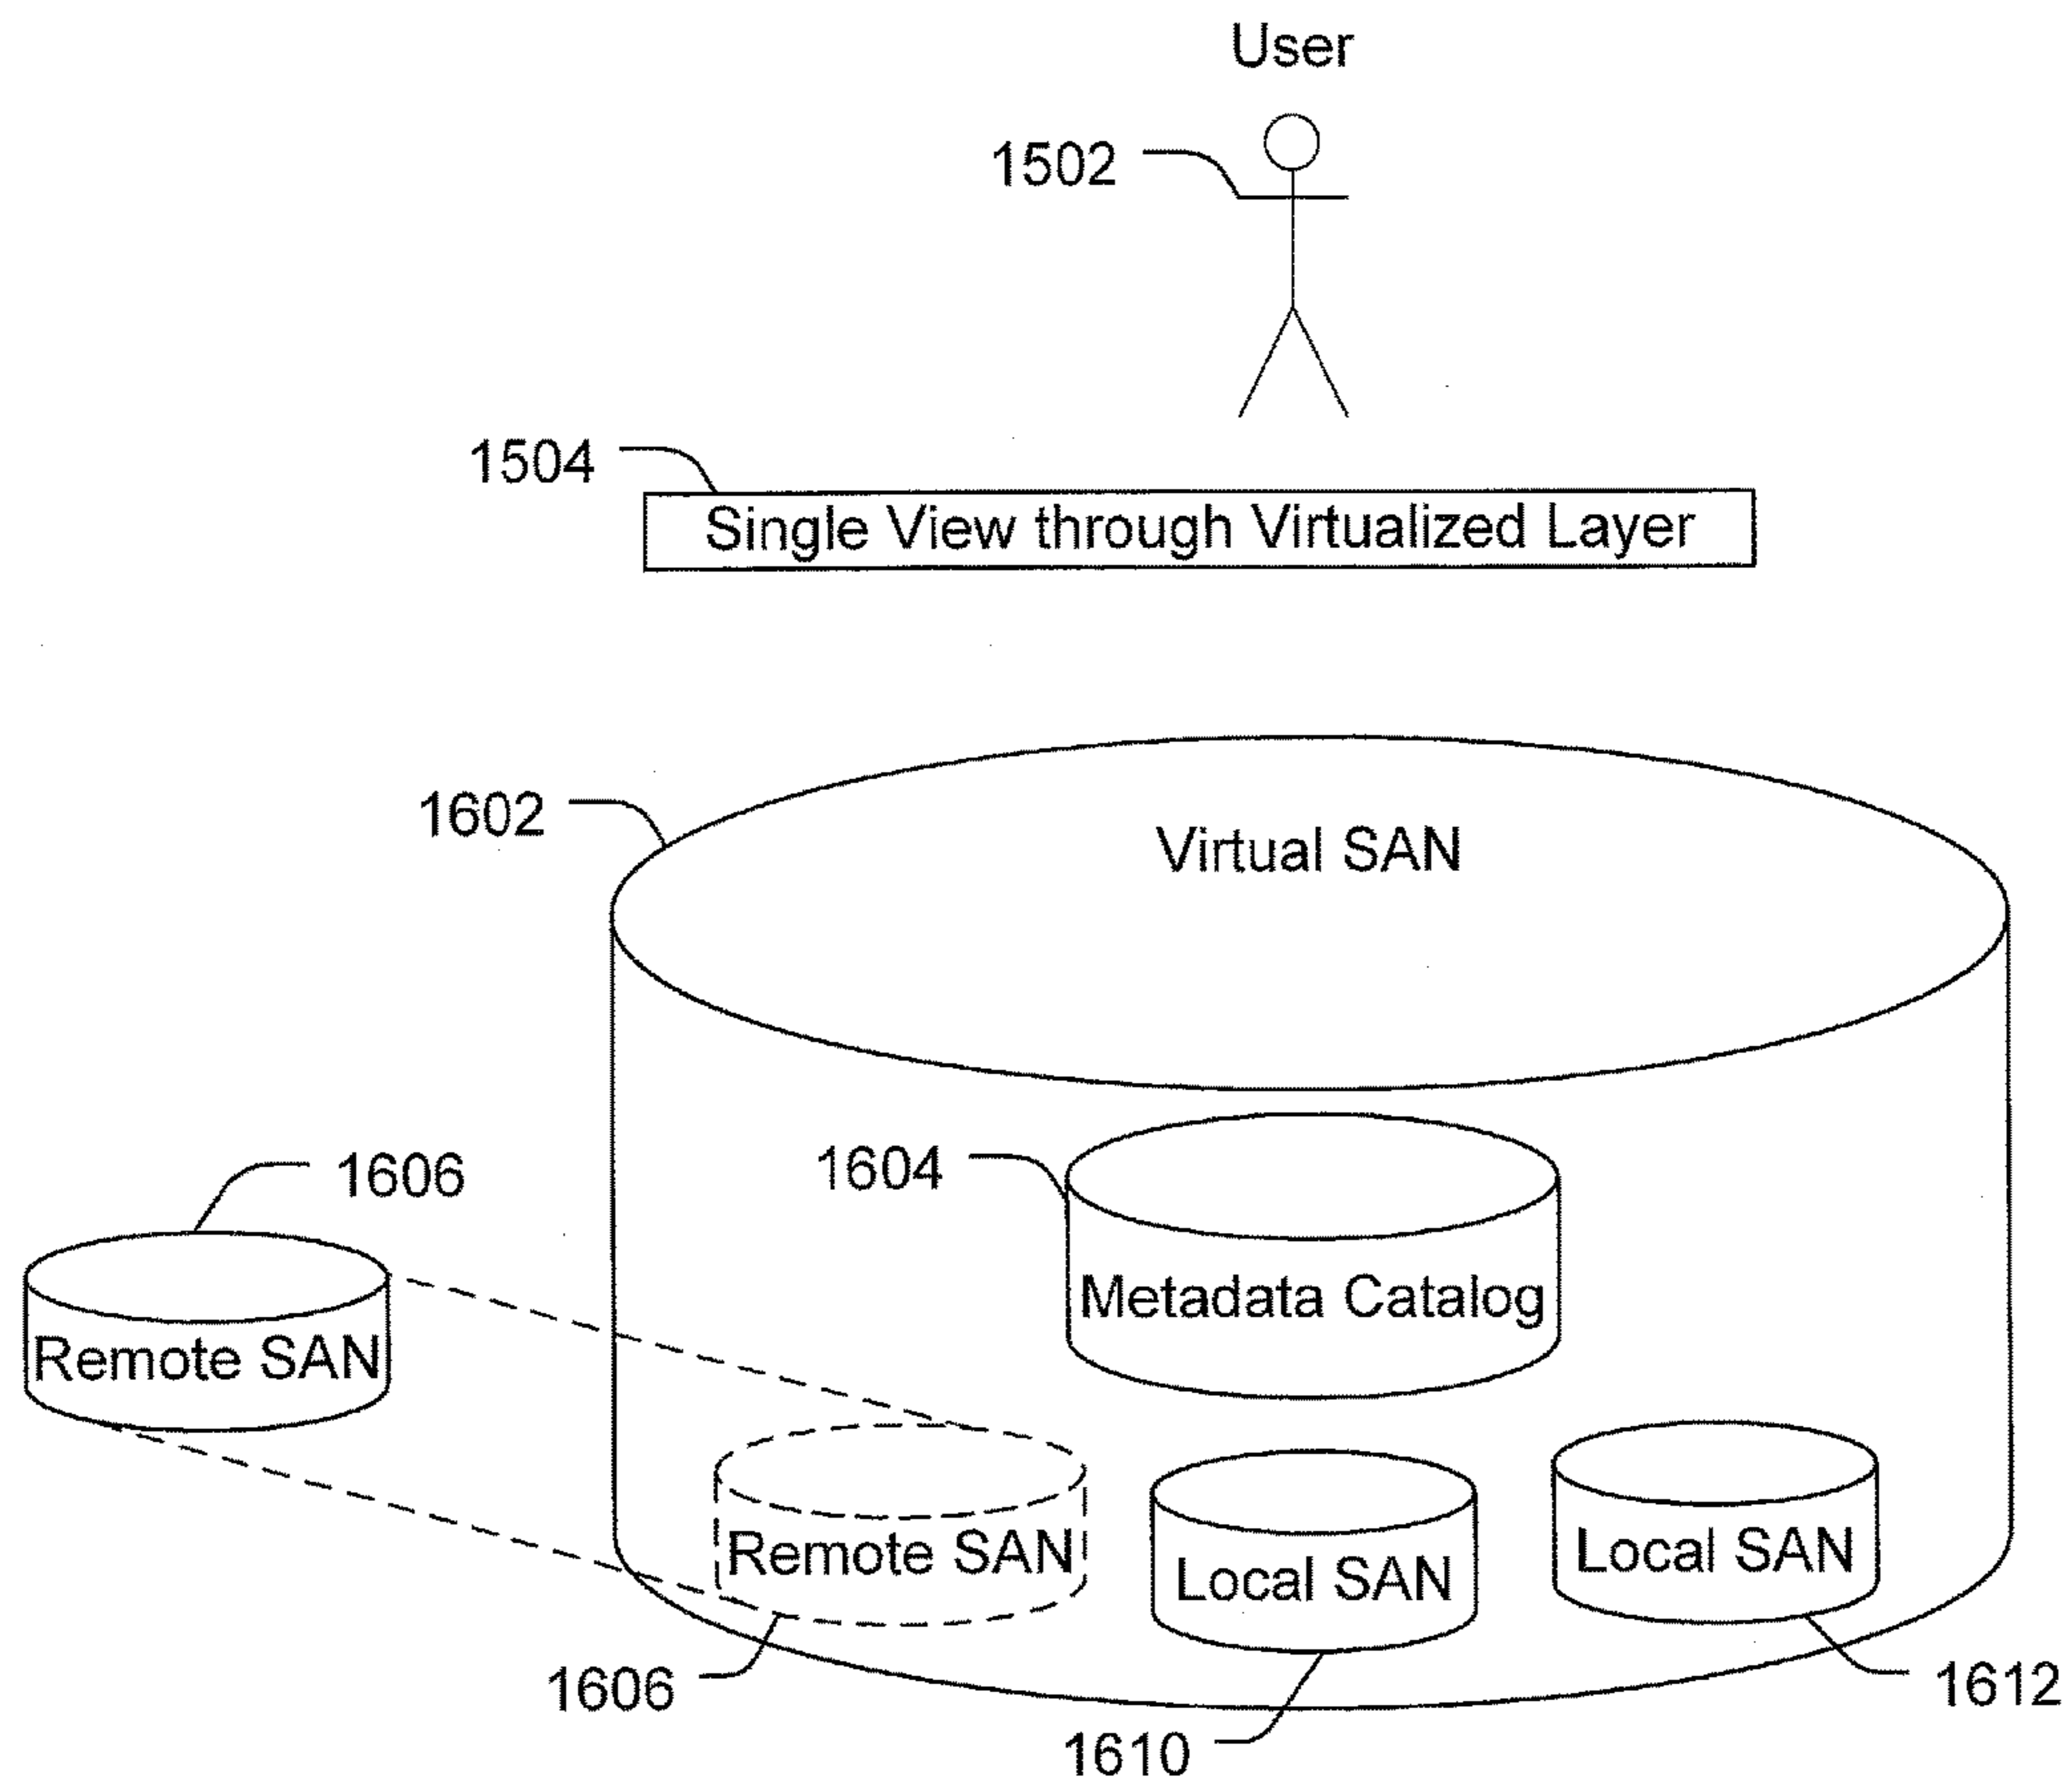 User
1502
1504
Single View through Virtualized Layer
1602
Virtual SAN
1606
1604
Metadata Catalog
Remote SAN
Remote SAN
Local SAN
Local SAN
1606
1610
1612